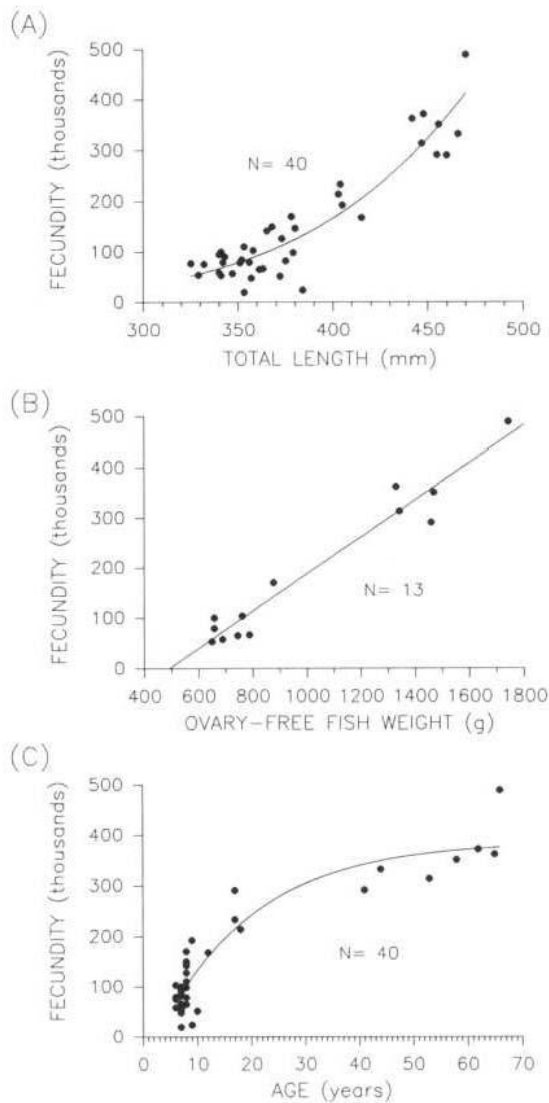 (A)
FECUNDITY (thousands)
500
400
300
200
100
0
N= 40
300 350 400 450 500
TOTAL LENGTH (mm)
(B)
FECUNDITY (thousands)
500
400
300
200
100
0
N= 13
400 600 800 1000 1200 1400 1600 1800
OVARY-FREE FISH WEIGHT (g)
(C)
FECUNDITY (thousands)
500
400
300
200
100
0
N= 40
0 10 20 30 40 50 60 70
AGE (years)